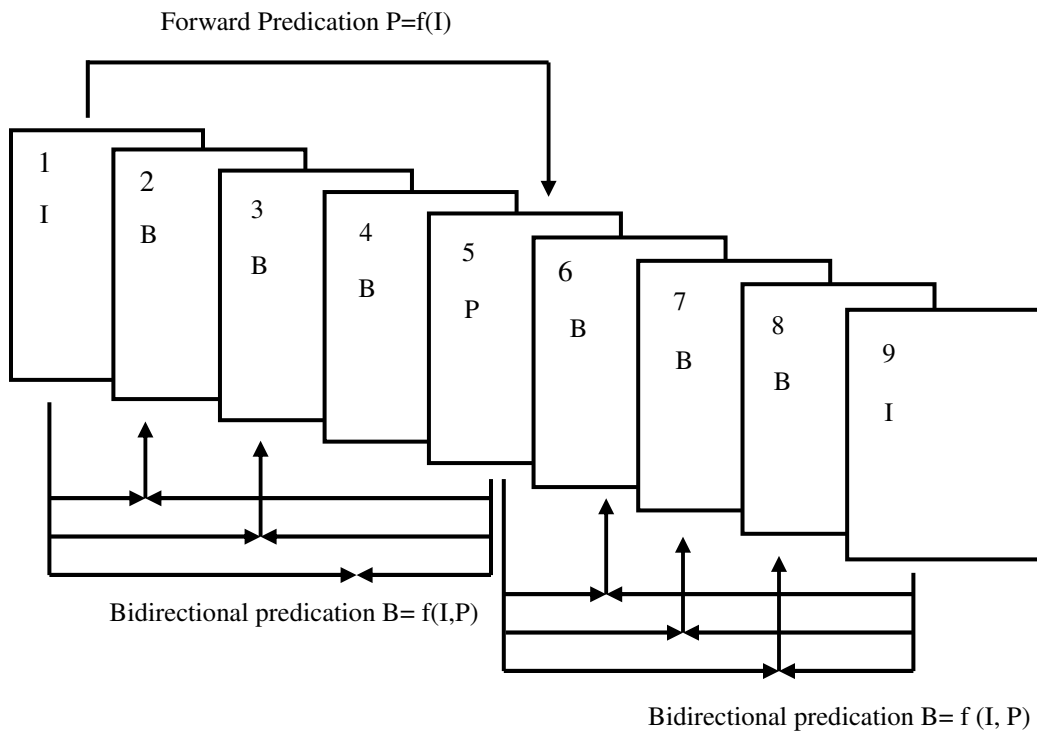 Forward Predication P=f(I)
1
I
2
B
3
B
4
B
5
P
6
B
7
B
8
B
9
I
Bidirectional predication B= f(I,P)
Bidirectional predication B= f (I, P)